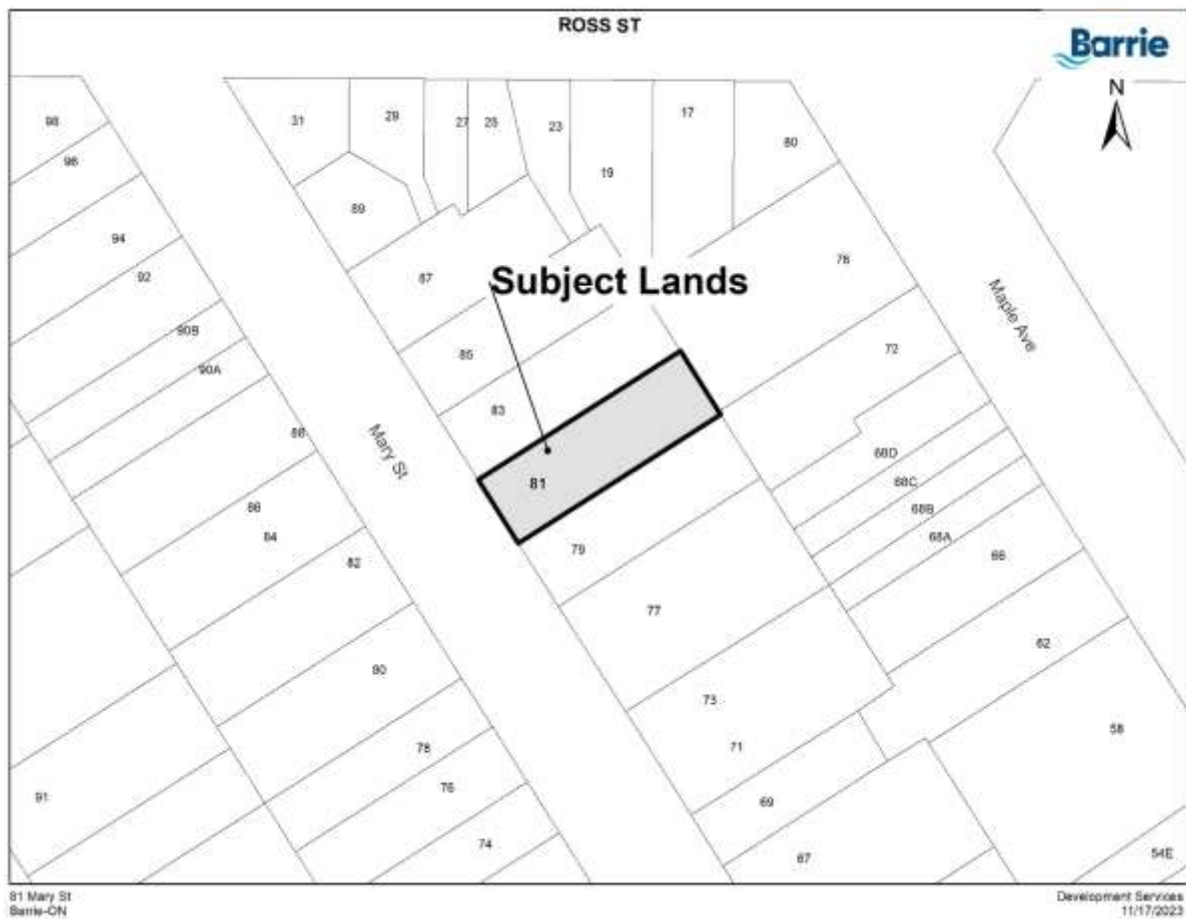 ROSS ST
Barrie
N
98
96
94
92
90B
90A
88
86
84
82
80
78
76
74
91
31
29
27
25
23
19
17
80
89
87
Subject Lands
85
83
81
79
77
73
71
69
67
Mary St
Maple Ave
78
72
68D
68C
68B
68A
66
62
58
54E
81 Mary St
Barrie-ON
Development Services
11/17/2023